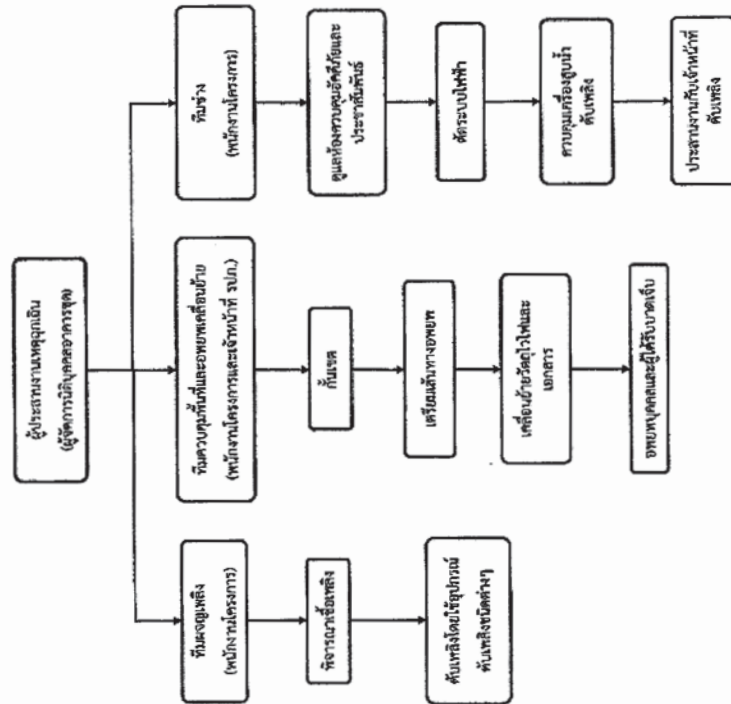 ผู้ประสานงานเหตุฉุกเฉิน
(ผู้จัดการนิติบุคคลอาคารชุด)
ทีมผจญเพลิง
(พนักงานโครงการ)
พิจารณาเชื้อเพลิง
ดับเพลิงโดยใช้อุปกรณ์
ดับเพลิงชนิดต่างๆ
ทีมควบคุมพื้นที่และอพยพเคลื่อนย้าย
(พนักงานโครงการและเจ้าหน้าที่ รปภ.)
กั้นเขต
เตรียมเส้นทางอพยพ
เคลื่อนย้ายวัตถุไวไฟและ
เอกสาร
อพยพบุคคลและผู้ได้รับบาดเจ็บ
ทีมช่าง
(พนักงานโครงการ)
ดูแลห้องควบคุมอัคคีภัยและ
ประชาสัมพันธ์
ตัดระบบไฟฟ้า
ควบคุมเครื่องสูบน้ำ
ดับเพลิง
ประสานงานกับเจ้าหน้าที่
ดับเพลิง